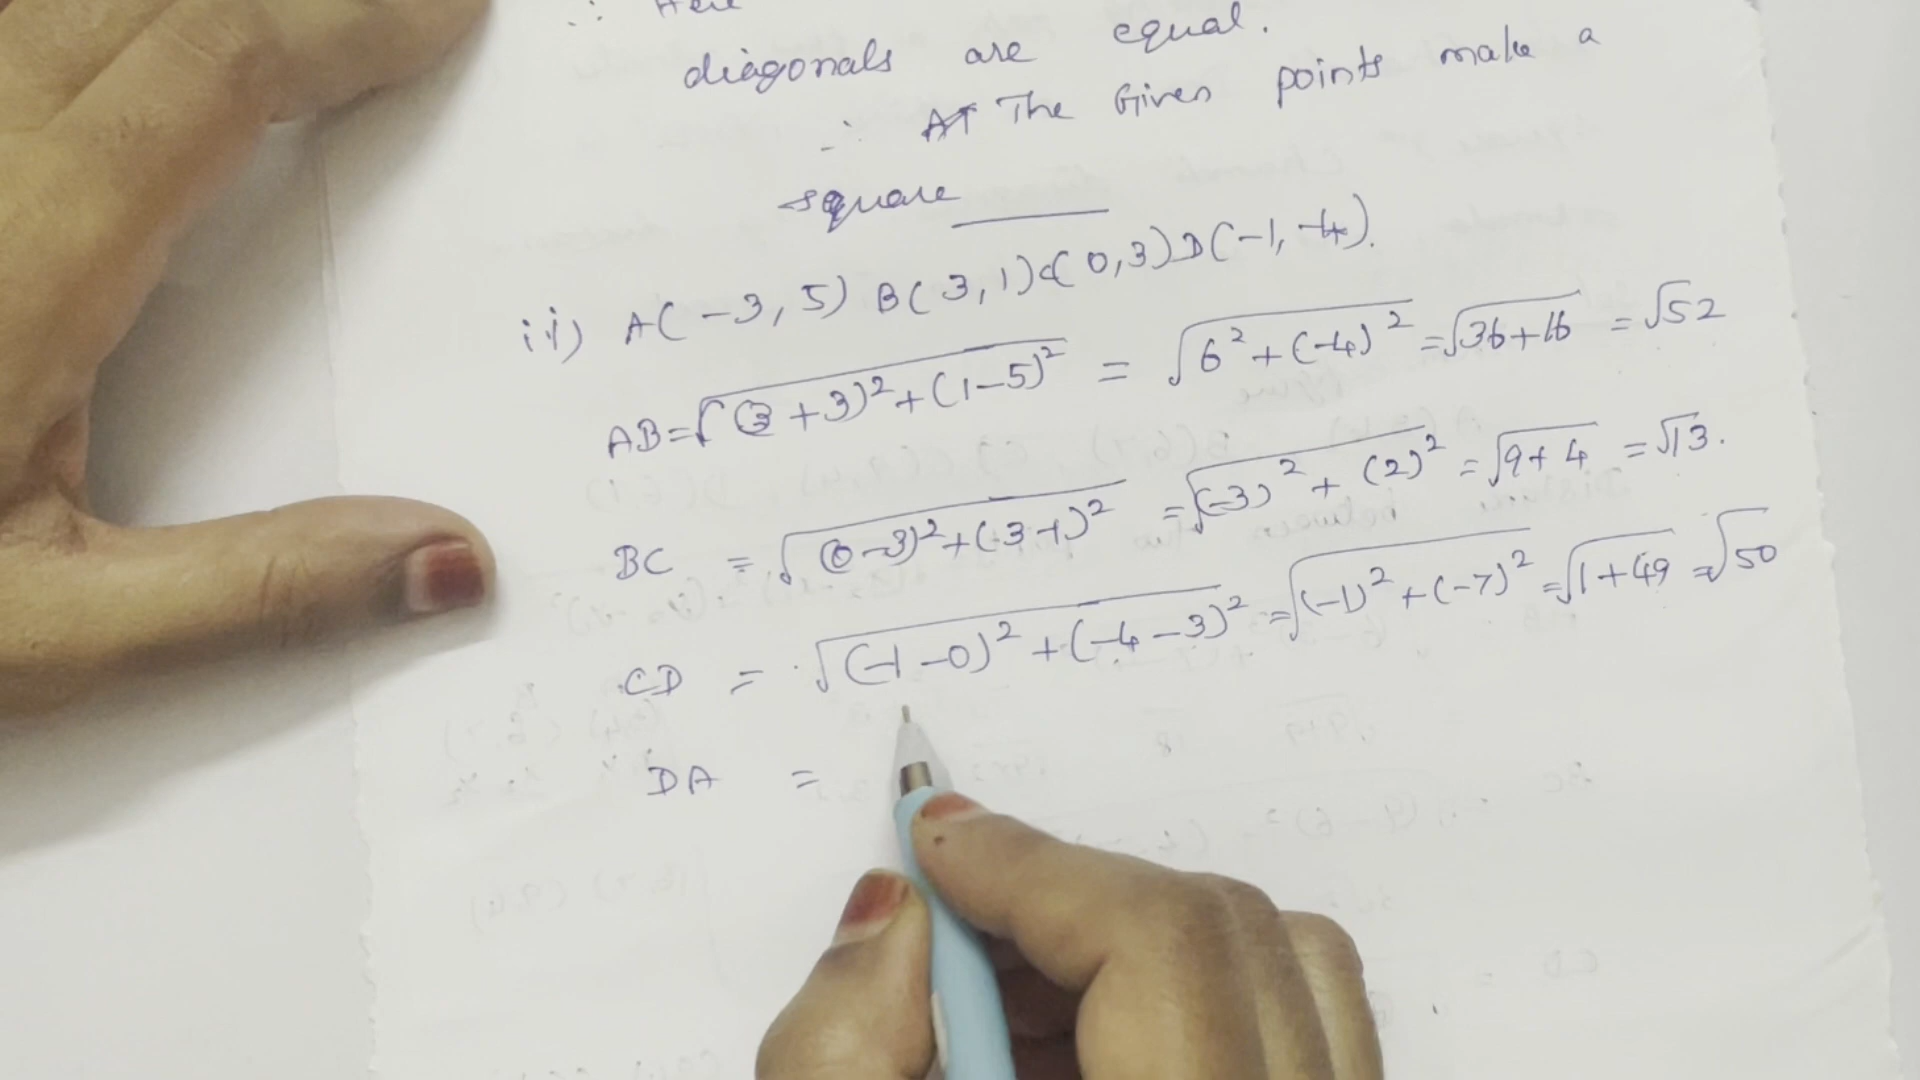 ∴ Here
diagonals are equal.
∴ The Given points make a
square
ii) A(-3, 5) B(3, 1) C(0, 3) D(-1, -4).
AB = √(3+3)² + (1-5)² = √6² + (-4)² = √36+16 = √52
BC = √(0-3)² + (3-1)² = √(-3)² + (2)² = √9+4 = √13.
CD = √(-1-0)² + (-4-3)² = √(-1)² + (-7)² = √1+49 = √50
DA =